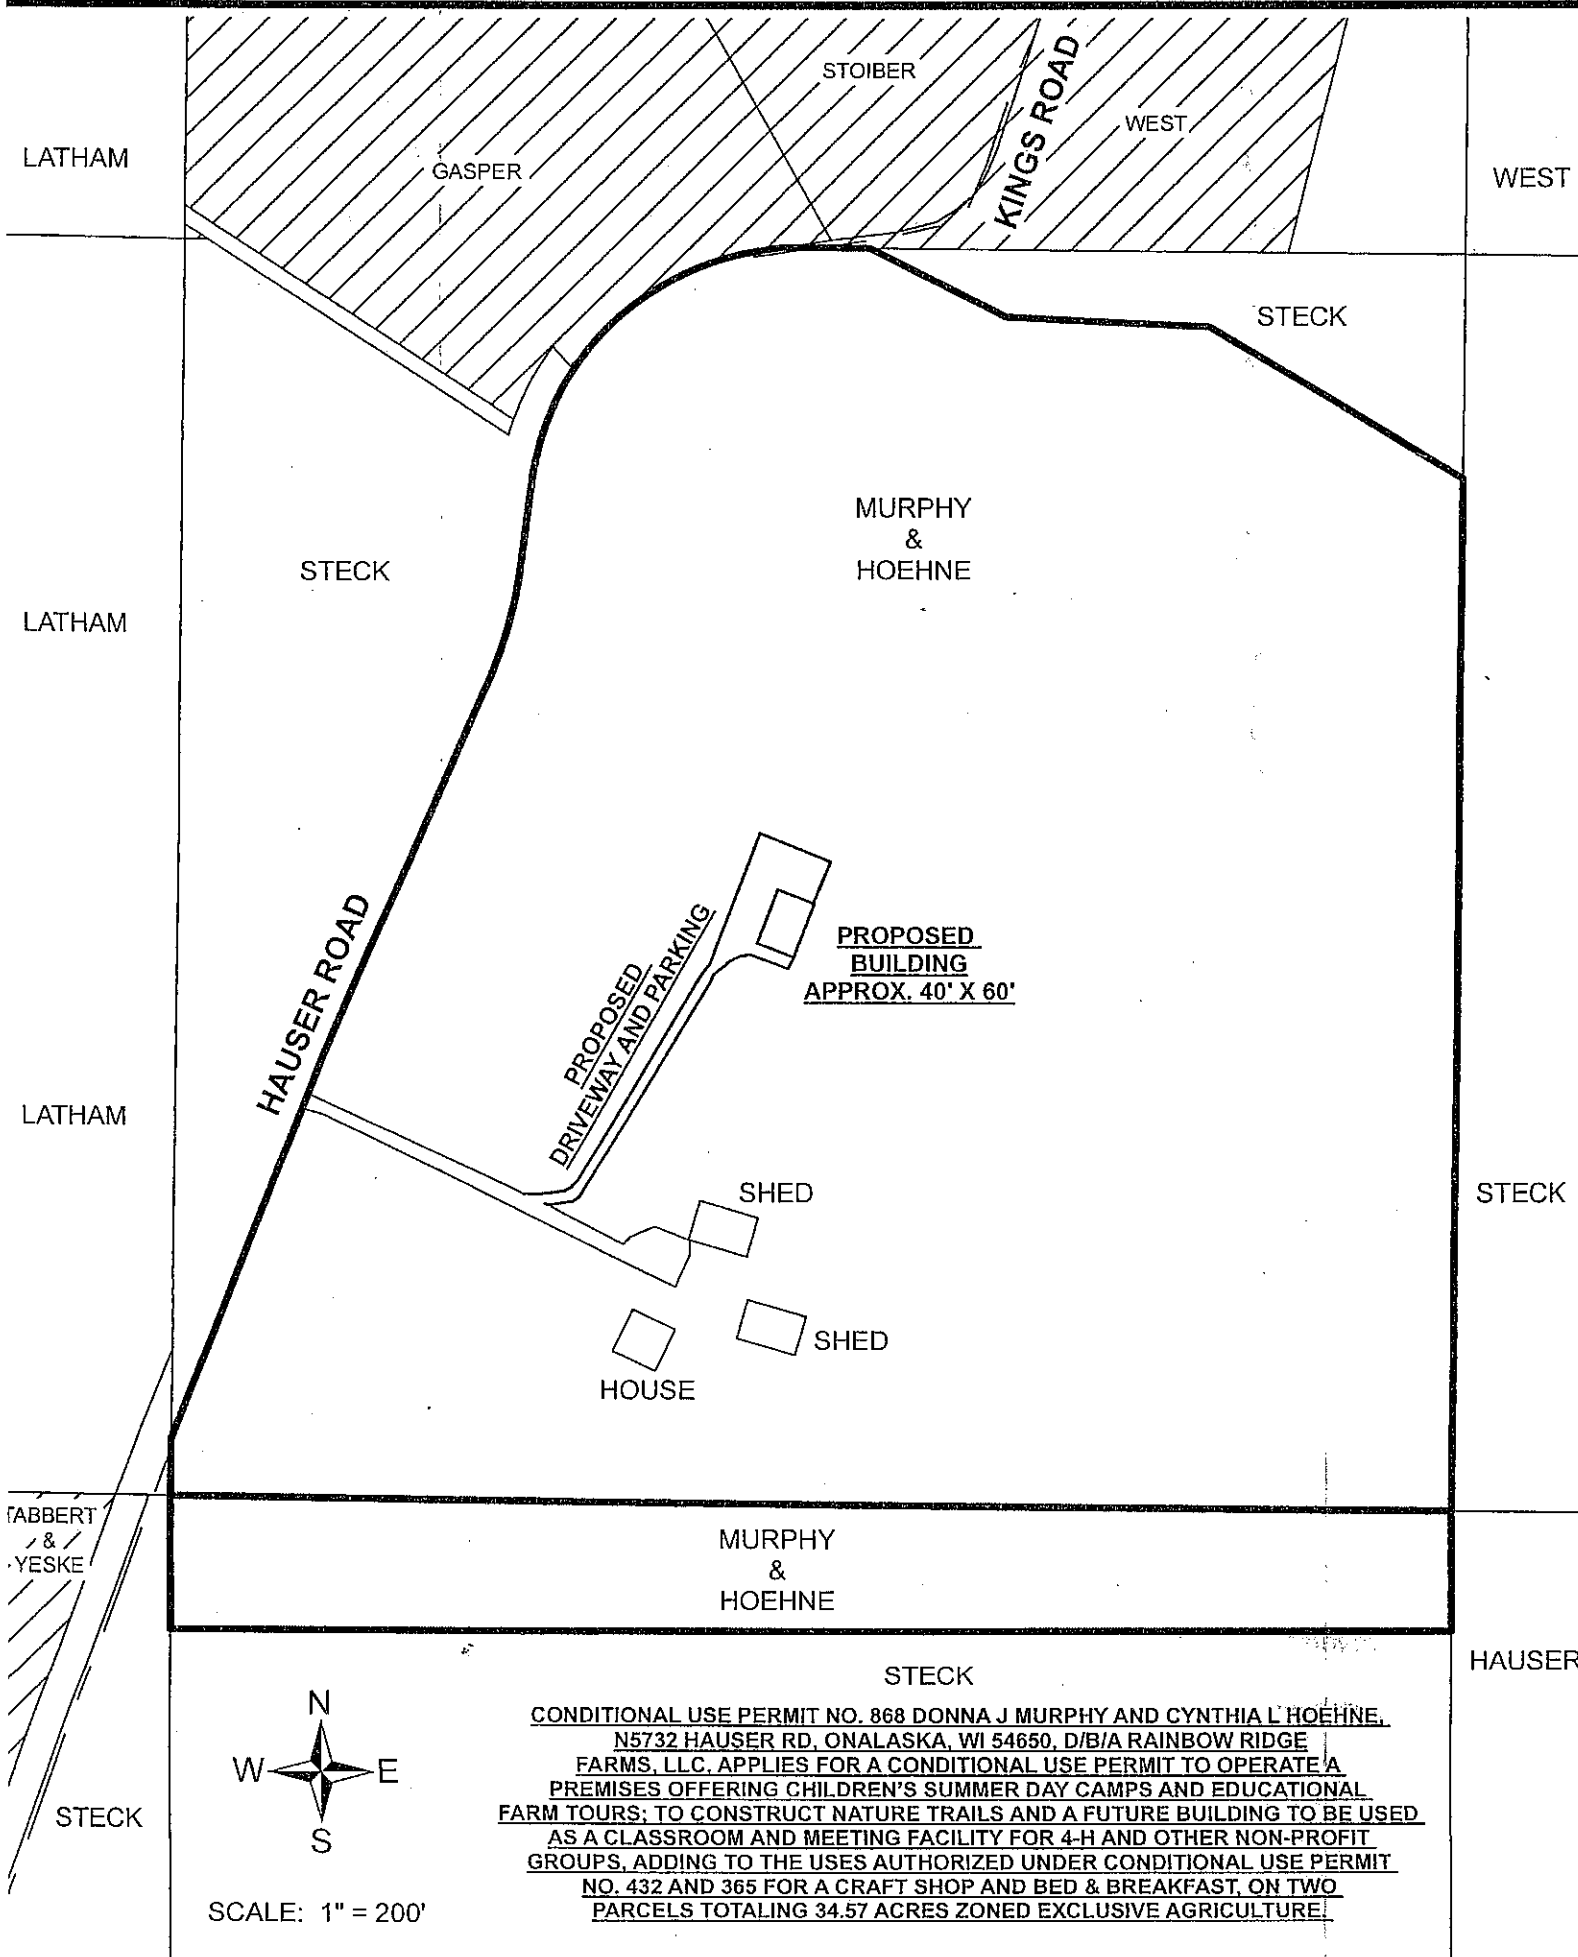 STOIBER
KINGS ROAD
WEST
LATHAM
GASPER
WEST
STECK
MURPHY
&
HOEHNE
STECK
LATHAM
HAUSER ROAD
PROPOSED
DRIVEWAY AND PARKING
PROPOSED
BUILDING
APPROX. 40' X 60'
LATHAM
SHED
STECK
SHED
HOUSE
TABBERT
&
YESKE
MURPHY
&
HOEHNE
HAUSER
STECK
N
W E
S
STECK
SCALE: 1" = 200'
CONDITIONAL USE PERMIT NO. 868 DONNA J MURPHY AND CYNTHIA L HOEHNE,
N5732 HAUSER RD, ONALASKA, WI 54650, D/B/A RAINBOW RIDGE
FARMS, LLC, APPLIES FOR A CONDITIONAL USE PERMIT TO OPERATE A
PREMISES OFFERING CHILDREN'S SUMMER DAY CAMPS AND EDUCATIONAL
FARM TOURS; TO CONSTRUCT NATURE TRAILS AND A FUTURE BUILDING TO BE USED
AS A CLASSROOM AND MEETING FACILITY FOR 4-H AND OTHER NON-PROFIT
GROUPS, ADDING TO THE USES AUTHORIZED UNDER CONDITIONAL USE PERMIT
NO. 432 AND 365 FOR A CRAFT SHOP AND BED & BREAKFAST, ON TWO
PARCELS TOTALING 34.57 ACRES ZONED EXCLUSIVE AGRICULTURE.